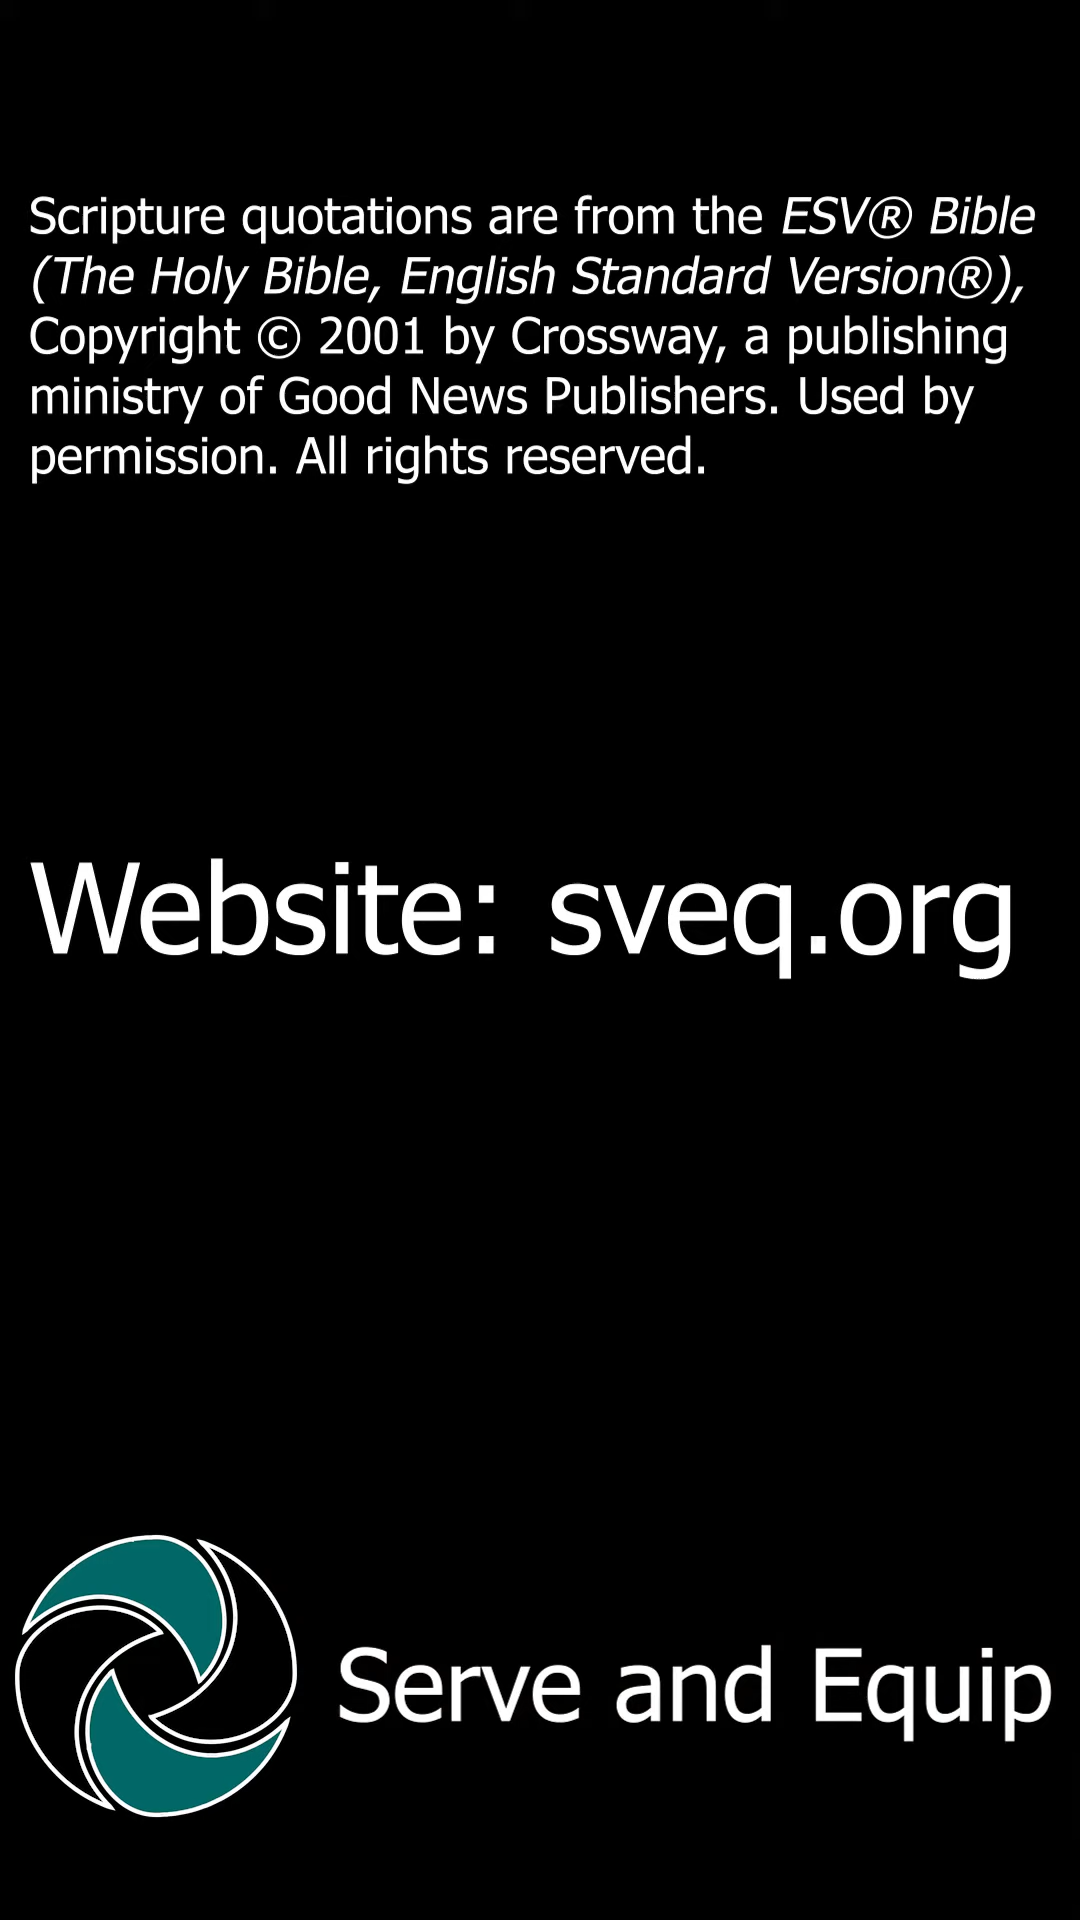 Scripture quotations are from the ESV® Bible
(The Holy Bible, English Standard Version®),
Copyright © 2001 by Crossway, a publishing
ministry of Good News Publishers. Used by
permission. All rights reserved.
Website: sveq.org
Serve and Equip